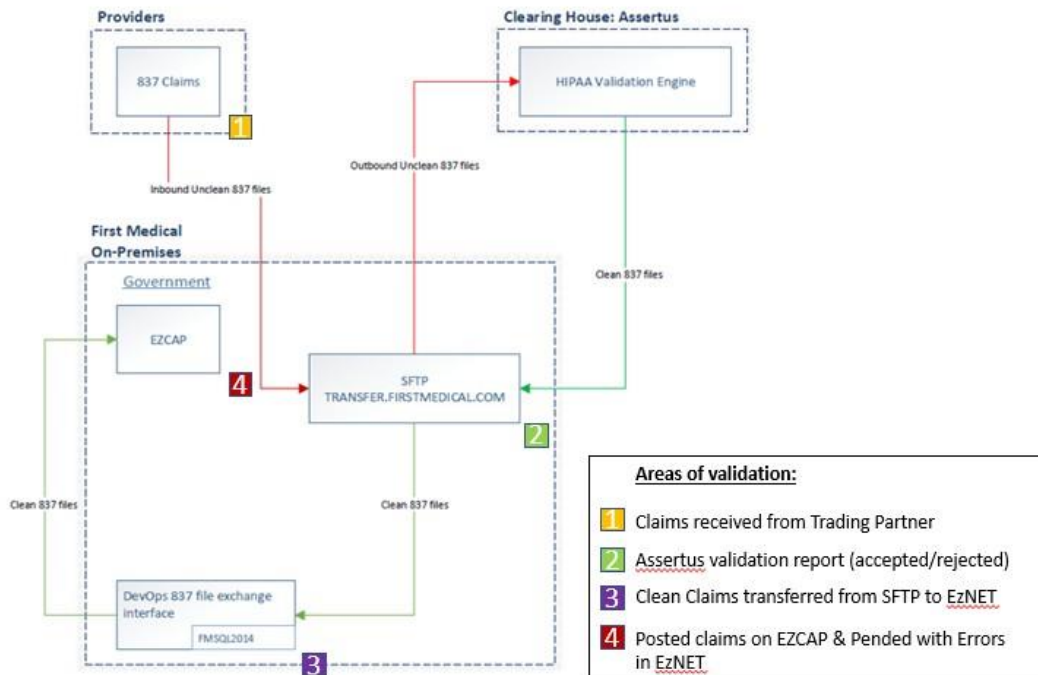 Providers
837 Claims
1
Clearing House: Assertus
HIPAA Validation Engine
Inbound Unclean 837 files
Outbound Unclean 837 files
Clean 837 files
First Medical
On-Premises
Government
EZCAP
4
SFTP
TRANSFER.FIRSTMEDICAL.COM
2
Clean 837 files
Clean 837 files
DevOps 837 file exchange
interface
FMSQL2014
3
Areas of validation:
1 Claims received from Trading Partner
2 Assertus validation report (accepted/rejected)
3 Clean Claims transferred from SFTP to EzNET
4 Posted claims on EZCAP & Pended with Errors
in EzNET